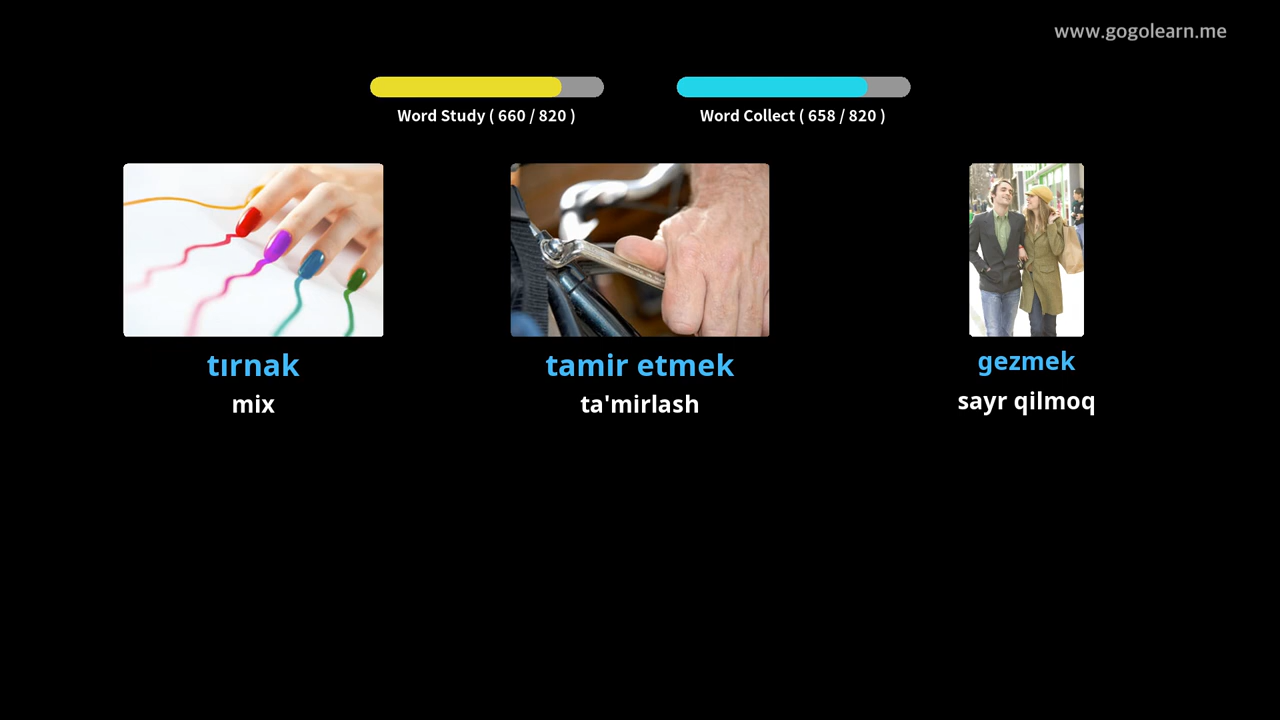 www.gogolearn.me
Word Study ( 660 / 820 )
Word Collect ( 658 / 820 )
tırnak
mix
tamir etmek
ta'mirlash
gezmek
sayr qilmoq